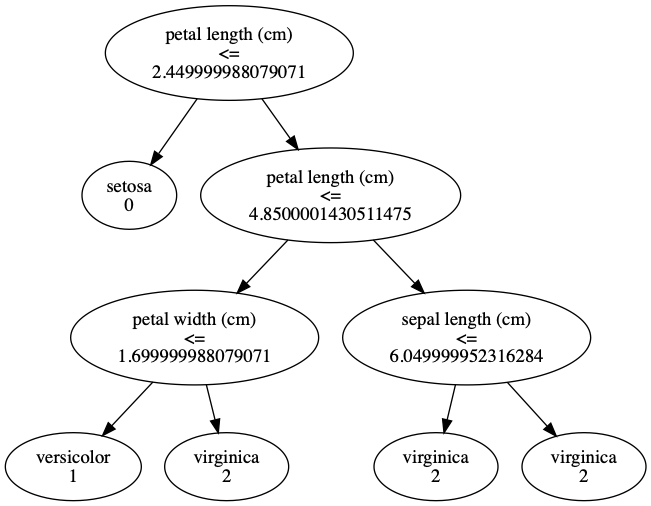 petal length (cm)
<=
2.449999988079071
setosa
0
petal length (cm)
<=
4.8500001430511475
petal width (cm)
<=
1.699999988079071
sepal length (cm)
<=
6.049999952316284
versicolor
1
virginica
2
virginica
2
virginica
2